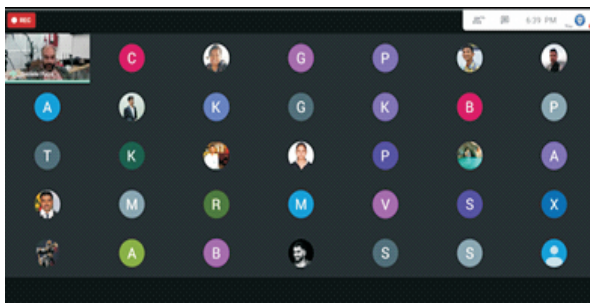 REC
6:39 PM
C G P
A K G K B P
T K P A
M R M V S X
A B S S